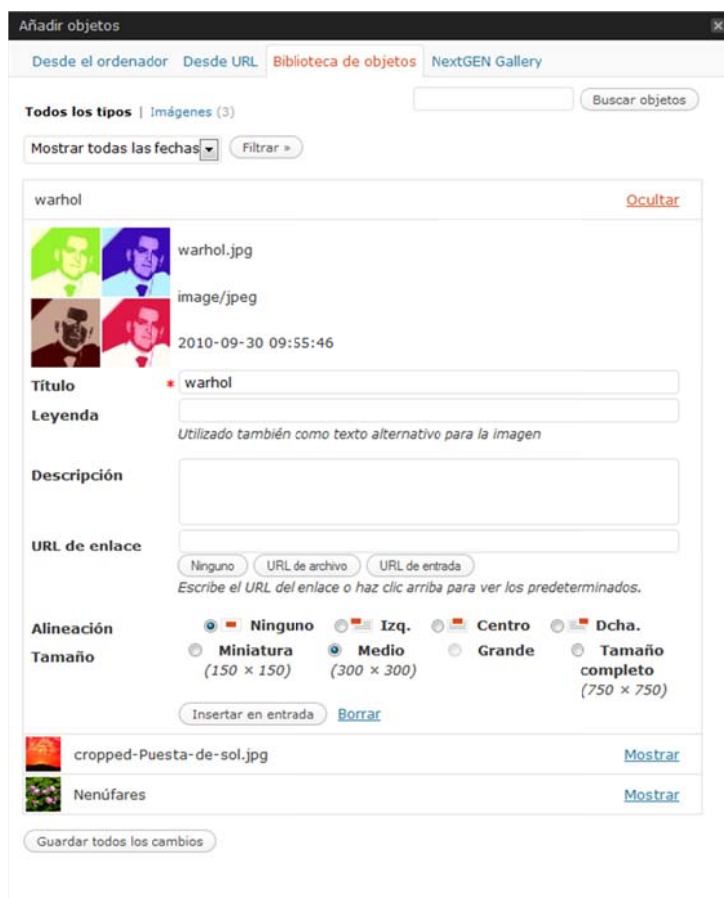 Añadir objetos
Desde el ordenador Desde URL Biblioteca de objetos NextGEN Gallery
Buscar objetos
Todos los tipos | Imágenes (3)
Mostrar todas las fechas Filtrar »
warhol Ocultar
warhol.jpg
image/jpeg
2010-09-30 09:55:46
Título * warhol
Leyenda
Utilizado también como texto alternativo para la imagen
Descripción
URL de enlace
Ninguno URL de archivo URL de entrada
Escribe el URL del enlace o haz clic arriba para ver los predeterminados.
Alineación Ninguno Izq. Centro Dcha.
Tamaño Miniatura Medio Grande Tamaño
(150 × 150) (300 × 300) completo
(750 × 750)
Insertar en entrada Borrar
cropped-Puesta-de-sol.jpg Mostrar
Nenúfares Mostrar
Guardar todos los cambios